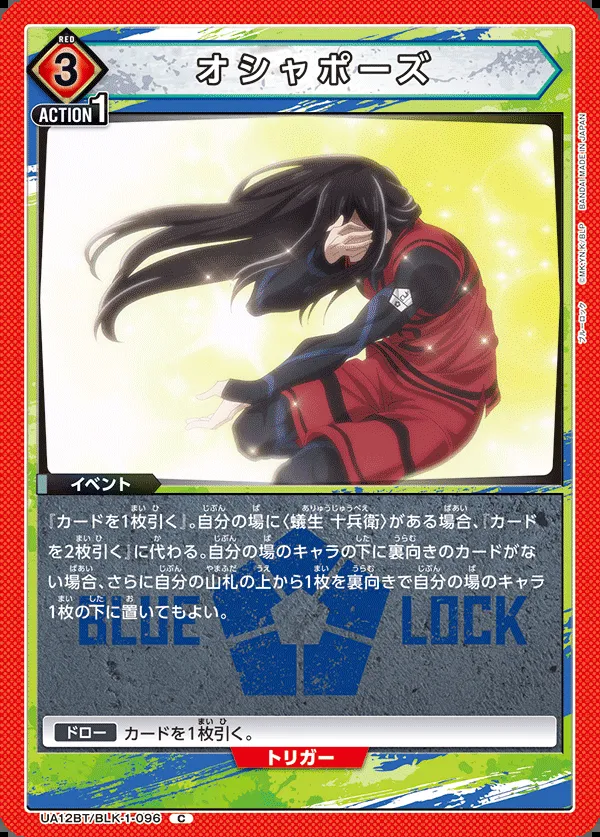 RED
3
オシャポーズ
ACTION 1
©MK,YN,K/BLP BANDAI MADE IN JAPAN
ブルーロック
イベント
『カードを1枚引く』。自分の場に〈蟻生 十兵衛〉がある場合、『カード
を2枚引く』に代わる。自分の場のキャラの下に裏向きのカードがな
い場合、さらに自分の山札の上から1枚を裏向きで自分の場のキャラ
1枚の下に置いてもよい。
BLUE LOCK
ドロー カードを1枚引く。
トリガー
UA12BT/BLK-1-096 C